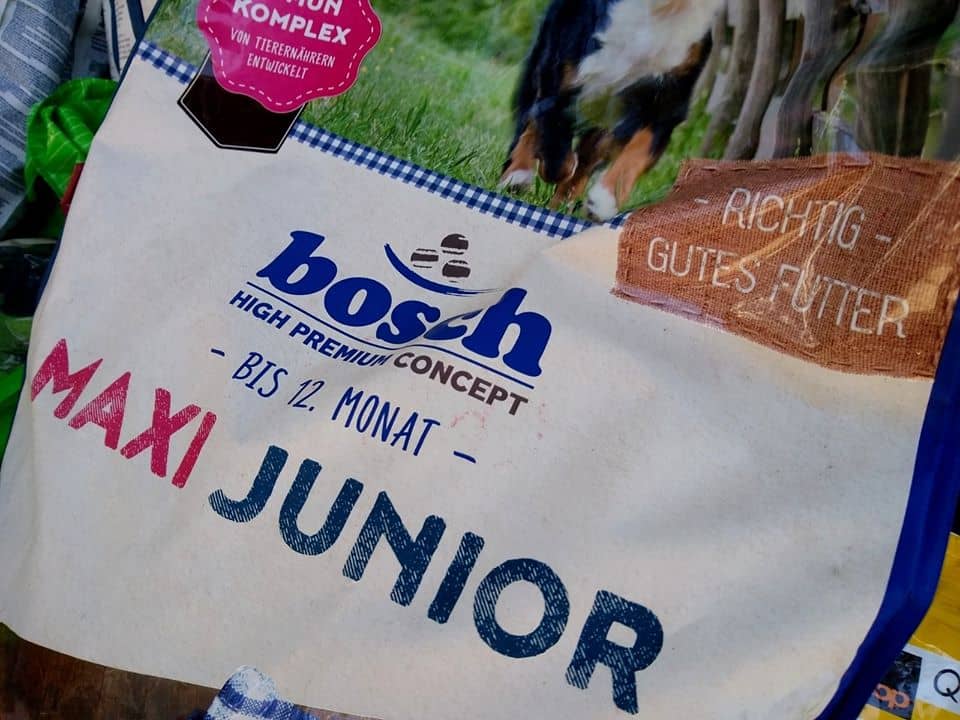 KOMPLEX
VON TIERERNÄHRERN
ENTWICKELT
- RICHTIG -
GUTES FUTTER
bosch
HIGH PREMIUM CONCEPT
- BIS 12. MONAT -
MAXI JUNIOR
Q